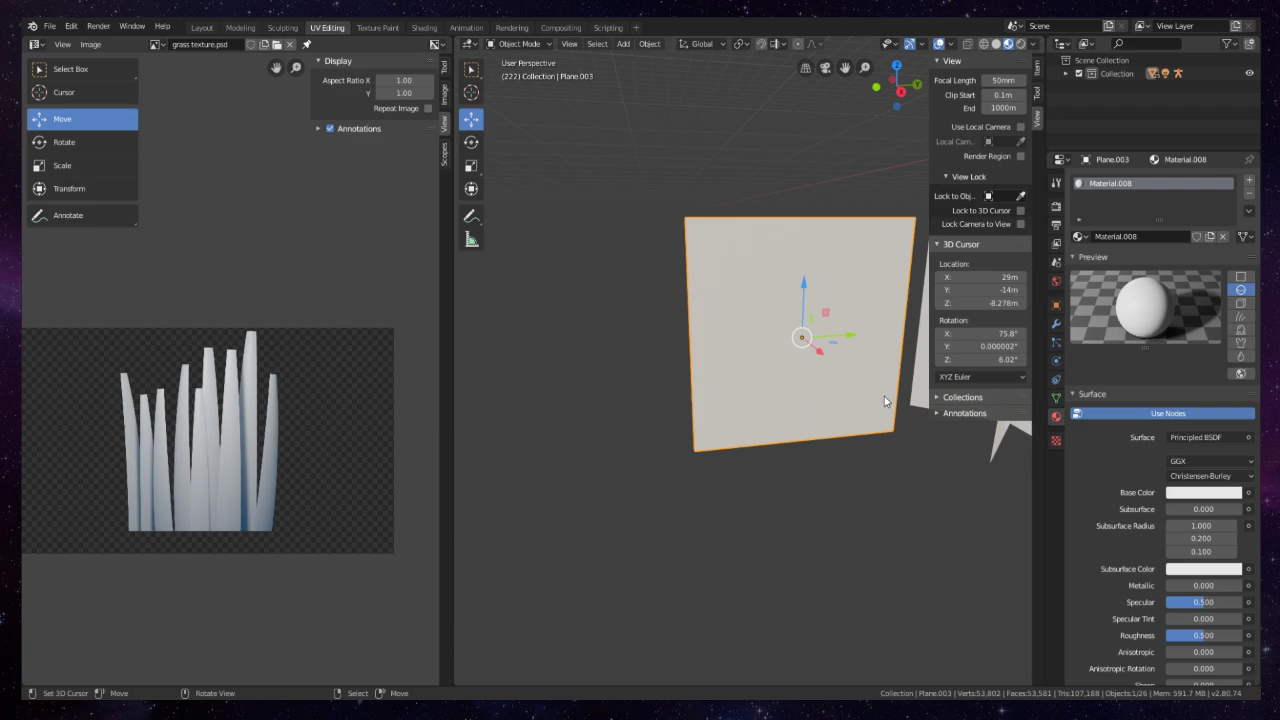 File Edit Render Window Help Layout Modeling Sculpting UV Editing Texture Paint Shading Animation Rendering Compositing Scripting + Scene View Layer
View Image grass texture.psd
Object Mode View Select Add Object Global
Select Box
Cursor
Move
Rotate
Scale
Transform
Annotate
Display
Aspect Ratio X 1.00
Y 1.00
Repeat Image
Annotations
Tool
Image
View
Scopes
User Perspective
(222) Collection | Plane.003
Z
Y
X
View
Focal Length 50mm
Clip Start 0.1m
End 1000m
Use Local Camera
Local Cam..
Render Region
View Lock
Lock to Obj..
Lock to 3D Cursor
Lock Camera to View
3D Cursor
Location:
X: 29m
Y: -14m
Z: -8.278m
Rotation:
X: 75.8°
Y: 0.000002°
Z: 6.02°
XYZ Euler
Collections
Annotations
Item
Tool
View
Scene Collection
Collection
Plane.003 Material.008
Material.008
Material.008
Preview
Surface
Use Nodes
Surface Principled BSDF
GGX
Christensen-Burley
Base Color
Subsurface 0.000
Subsurface Radius 1.000
0.200
0.100
Subsurface Color
Metallic 0.000
Specular 0.500
Specular Tint 0.000
Roughness 0.500
Anisotropic 0.000
Anisotropic Rotation 0.000
Set 3D Cursor Move Rotate View Select Move Collection | Plane.003 | Verts:53,802 | Faces:53,581 | Tris:107,188 | Objects:1/26 | Mem: 591.7 MB | v2.80.74